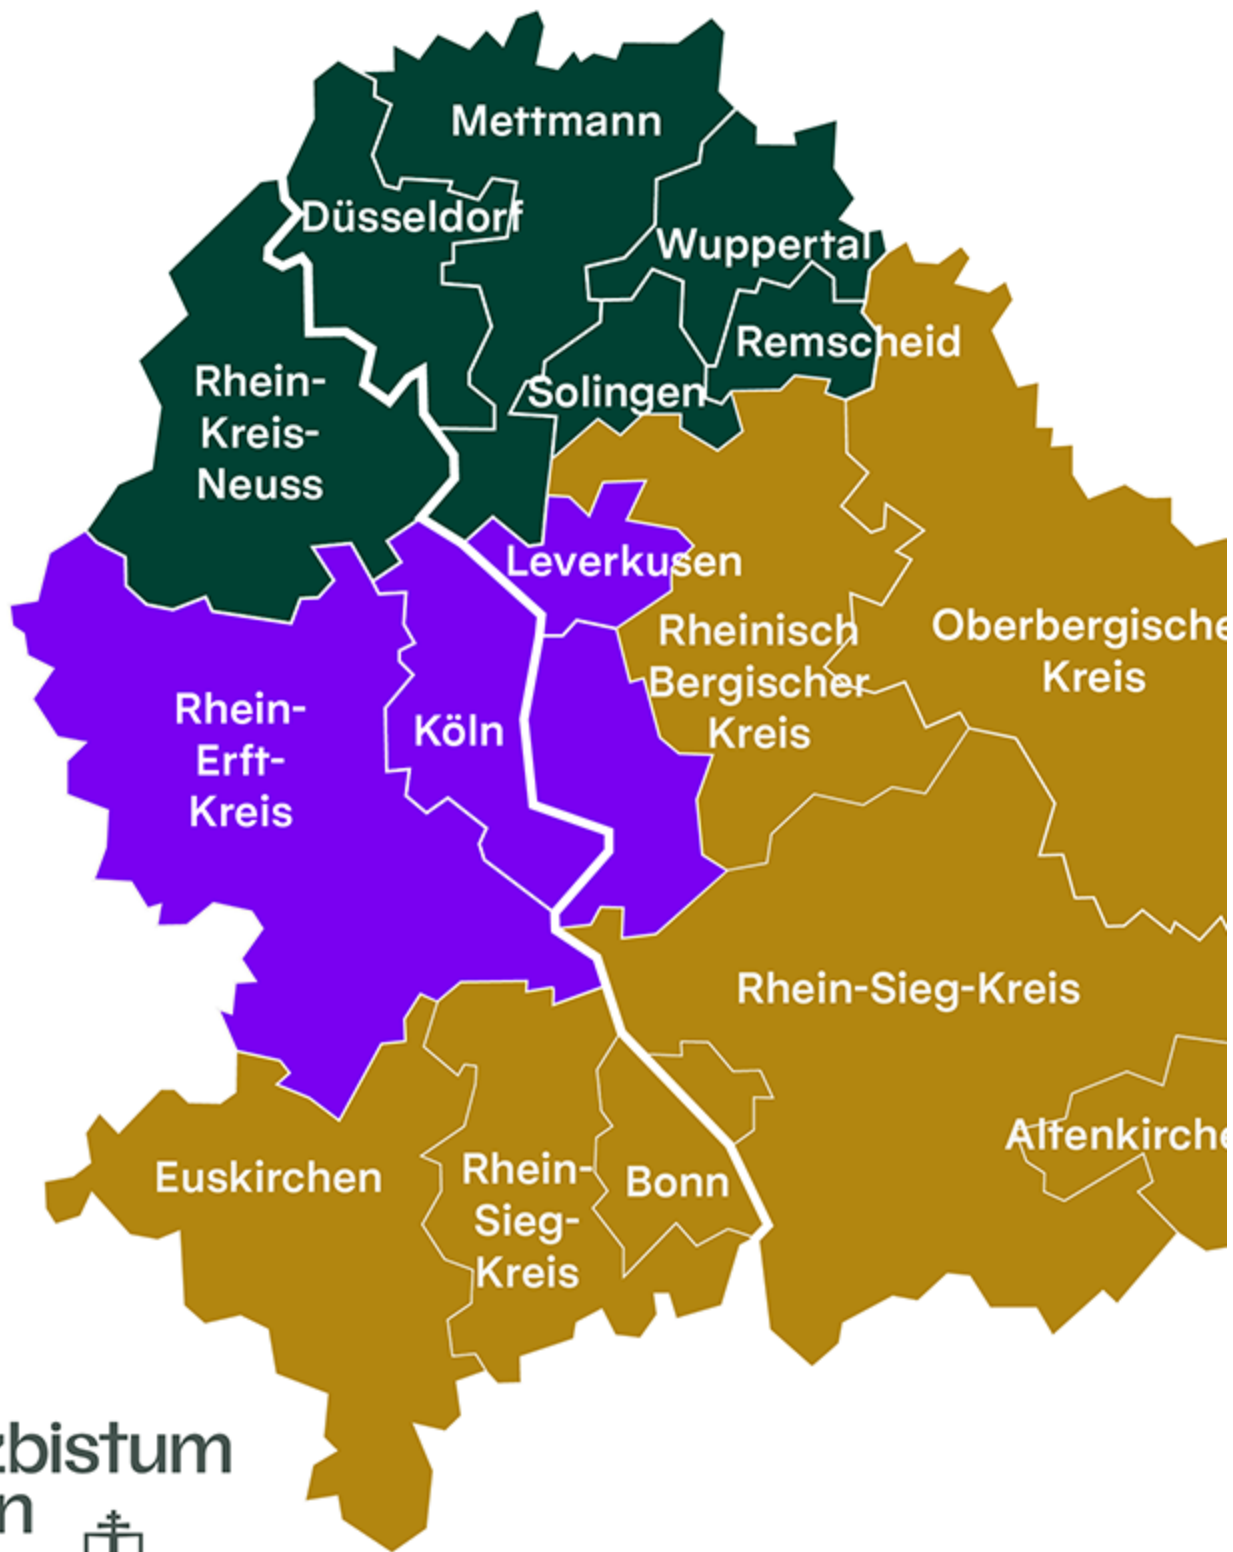 Mettmann
Düsseldorf
Wuppertal
Remscheid
Rhein-
Kreis-
Neuss
Solingen
Leverkusen
Rheinisch
Bergischer
Kreis
Oberbergische
Kreis
Rhein-
Erft-
Kreis
Köln
Rhein-Sieg-Kreis
Altenkirche
Euskirchen
Rhein-
Sieg-
Kreis
Bonn
zbistum
n